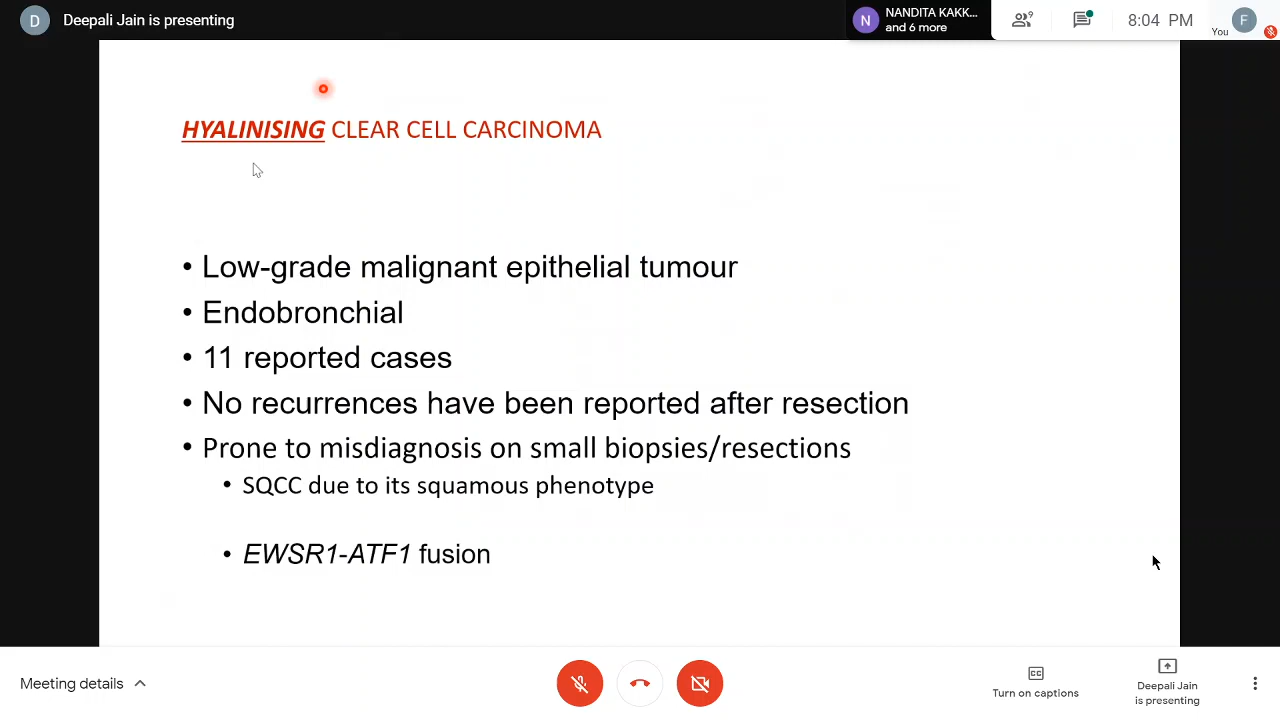 D Deepali Jain is presenting
N NANDITA KAKK...
and 6 more
9
8:04 PM
You
F
HYALINISING CLEAR CELL CARCINOMA
• Low-grade malignant epithelial tumour
• Endobronchial
• 11 reported cases
• No recurrences have been reported after resection
• Prone to misdiagnosis on small biopsies/resections
• SQCC due to its squamous phenotype
• EWSR1-ATF1 fusion
Meeting details
CC
Turn on captions
Deepali Jain
is presenting